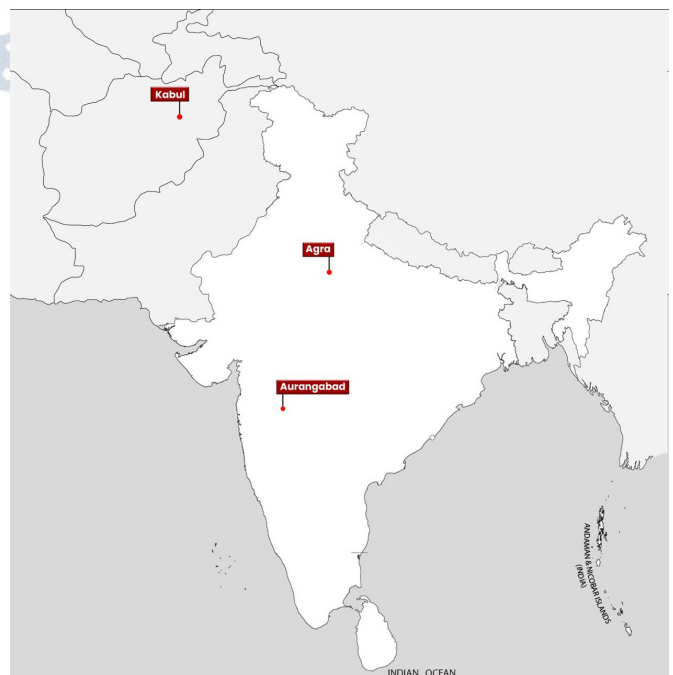 Kabul
Agra
Aurangabad
ANDAMAN & NICOBAR ISLANDS
(INDIA)
INDIAN OCEAN